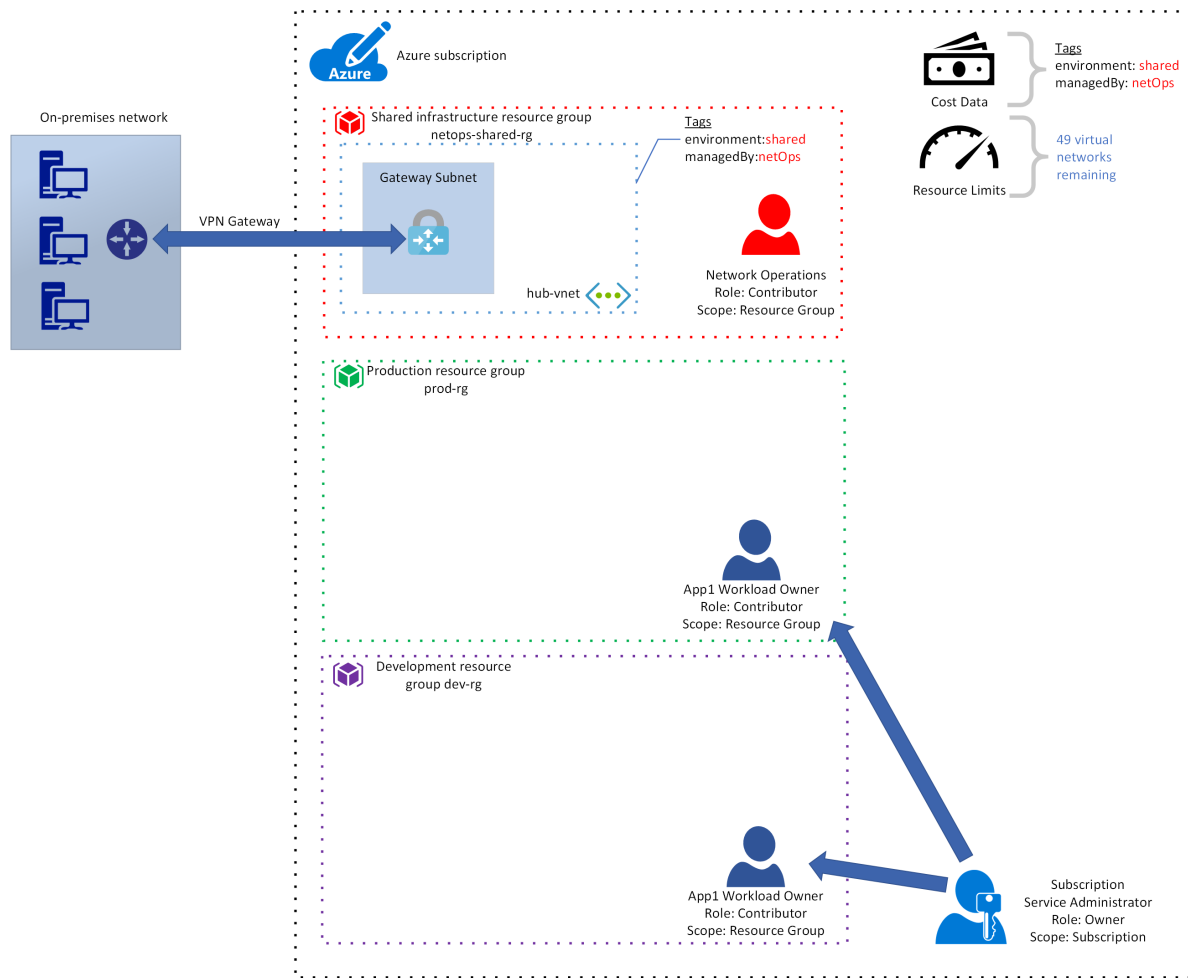 Azure
Azure subscription
Cost Data
Tags
environment: shared
managedBy: netOps
Resource Limits
49 virtual
networks
remaining
On-premises network
VPN Gateway
Shared infrastructure resource group
netops-shared-rg
Tags
environment:shared
managedBy:netOps
Gateway Subnet
hub-vnet
Network Operations
Role: Contributor
Scope: Resource Group
Production resource group
prod-rg
App1 Workload Owner
Role: Contributor
Scope: Resource Group
Development resource
group dev-rg
App1 Workload Owner
Role: Contributor
Scope: Resource Group
Subscription
Service Administrator
Role: Owner
Scope: Subscription